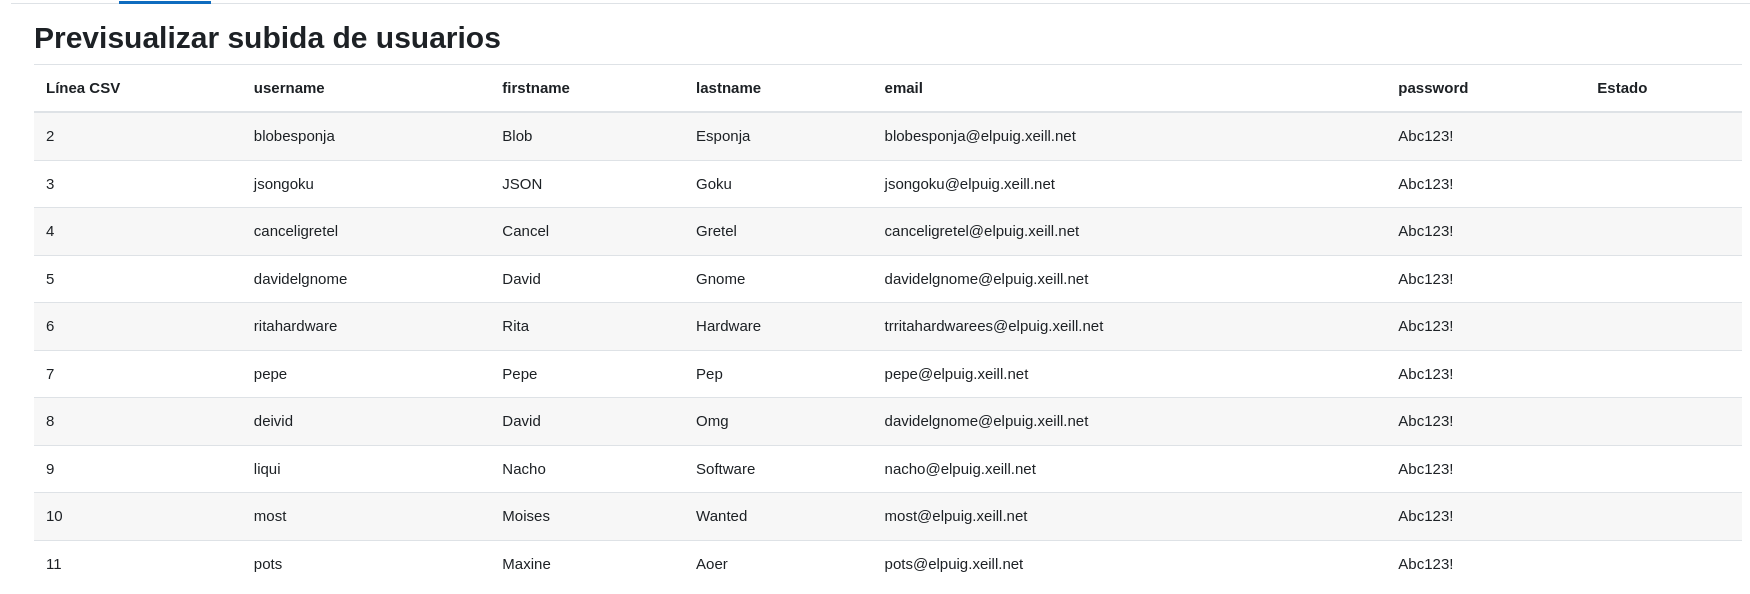 Previsualizar subida de usuarios
Línea CSV username firstname lastname email password Estado
2 blobesponja Blob Esponja blobesponja@elpuig.xeill.net Abc123!
3 jsongoku JSON Goku jsongoku@elpuig.xeill.net Abc123!
4 canceligretel Cancel Gretel canceligretel@elpuig.xeill.net Abc123!
5 davidelgnome David Gnome davidelgnome@elpuig.xeill.net Abc123!
6 ritahardware Rita Hardware trritahardwarees@elpuig.xeill.net Abc123!
7 pepe Pepe Pep pepe@elpuig.xeill.net Abc123!
8 deivid David Omg davidelgnome@elpuig.xeill.net Abc123!
9 liqui Nacho Software nacho@elpuig.xeill.net Abc123!
10 most Moises Wanted most@elpuig.xeill.net Abc123!
11 pots Maxine Aoer pots@elpuig.xeill.net Abc123!